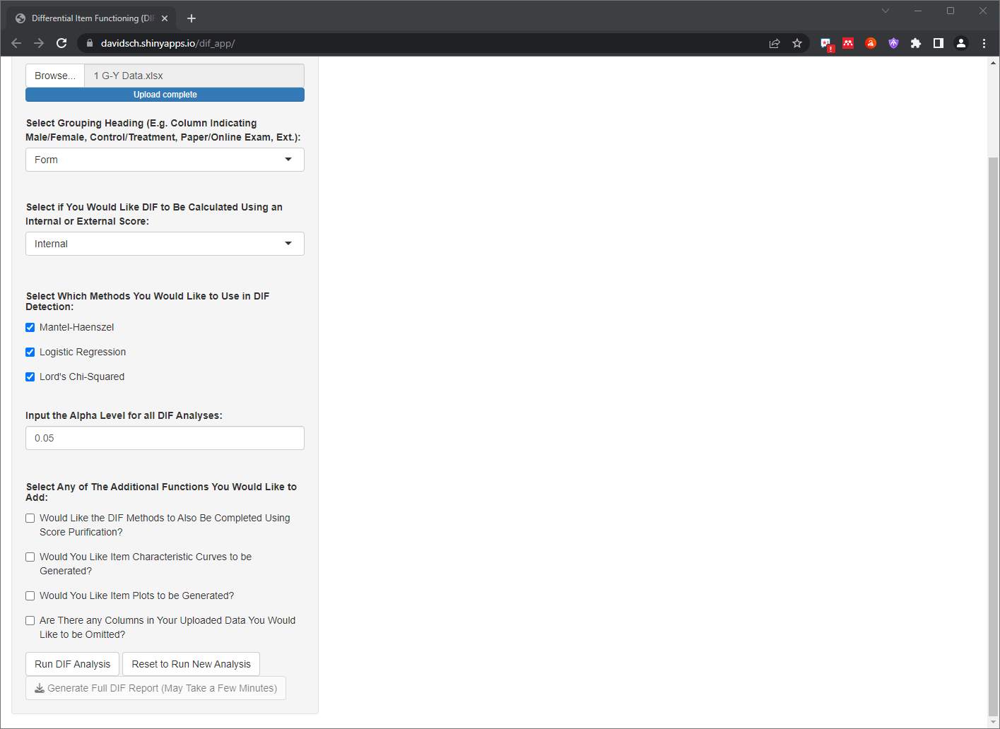 Differential Item Functioning (DIF
davidsch.shinyapps.io/dif_app/
Browse... 1 G-Y Data.xlsx
Upload complete
Select Grouping Heading (E.g. Column Indicating
Male/Female, Control/Treatment, Paper/Online Exam, Ext.):
Form
Select if You Would Like DIF to Be Calculated Using an
Internal or External Score:
Internal
Select Which Methods You Would Like to Use in DIF
Detection:
Mantel-Haenszel
Logistic Regression
Lord's Chi-Squared
Input the Alpha Level for all DIF Analyses:
0.05
Select Any of The Additional Functions You Would Like to
Add:
Would Like the DIF Methods to Also Be Completed Using
Score Purification?
Would You Like Item Characteristic Curves to be
Generated?
Would You Like Item Plots to be Generated?
Are There any Columns in Your Uploaded Data You Would
Like to be Omitted?
Run DIF Analysis Reset to Run New Analysis
Generate Full DIF Report (May Take a Few Minutes)